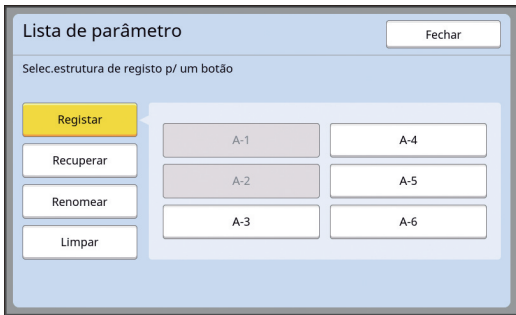 Lista de parâmetro
Fechar
Selec.estrutura de registo p/ um botão
Registar
Recuperar
Renomear
Limpar
A-1
A-4
A-2
A-5
A-3
A-6